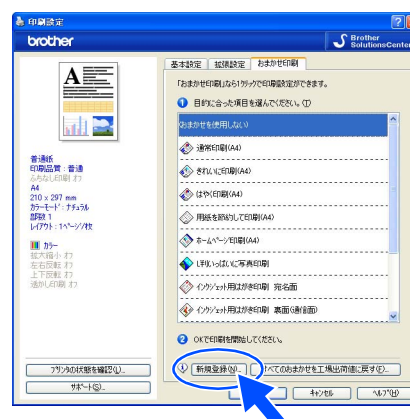 印刷設定
brother
Brother
SolutionsCenter
基本設定 拡張設定 おまかせ印刷
「おまかせ印刷」なら1クリックで印刷設定ができます。
1 目的に合った項目を選んでください。(T)
(おまかせを使用しない)
通常印刷(A4)
きれいに印刷(A4)
はやく印刷(A4)
用紙を節約して印刷(A4)
ホームページ印刷(A4)
L判いっぱいに写真印刷
インクジェット用はがき印刷 宛名面
インクジェット用はがき印刷 裏面(通信面)
2 OKで印刷を開始してください。
新規登録(N)...
すべてのおまかせを工場出荷値に戻す(F)...
キャンセル ヘルプ(H)
A
普通紙
印刷品質 : 普通
ふちなし印刷 オフ
A4
210 x 297 mm
カラーモード : ナチュラル
部数 1
レイアウト : 1ページ/枚
カラー
拡大縮小 オフ
左右反転 オフ
上下反転 オフ
透かし印刷 オフ
プリンタの状態を確認(L)...
サポート(S)...